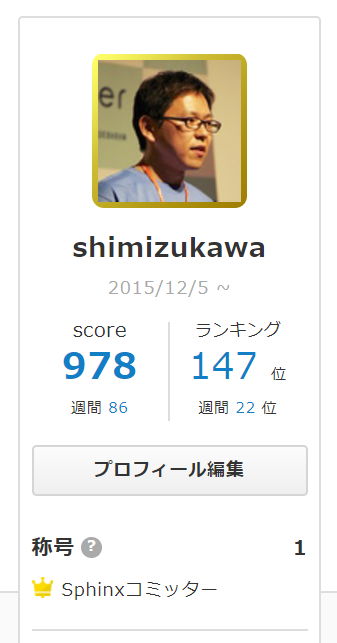 er
shimizukawa
2015/12/5 ~
score
978
週間 86
ランキング
147 位
週間 22 位
プロフィール編集
称号 ? 1
Sphinxコミッター